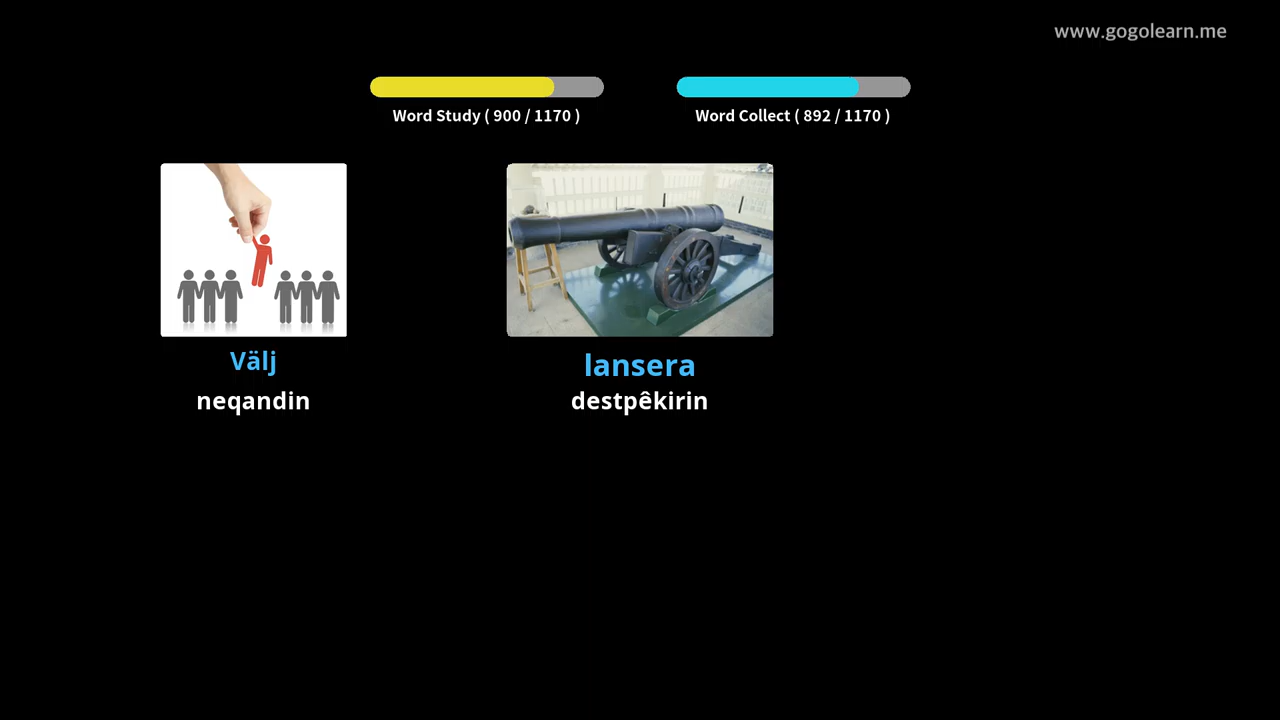 www.gogolearn.me
Word Study ( 900 / 1170 )
Word Collect ( 892 / 1170 )
Välj
neqandin
lansera
destpêkirin